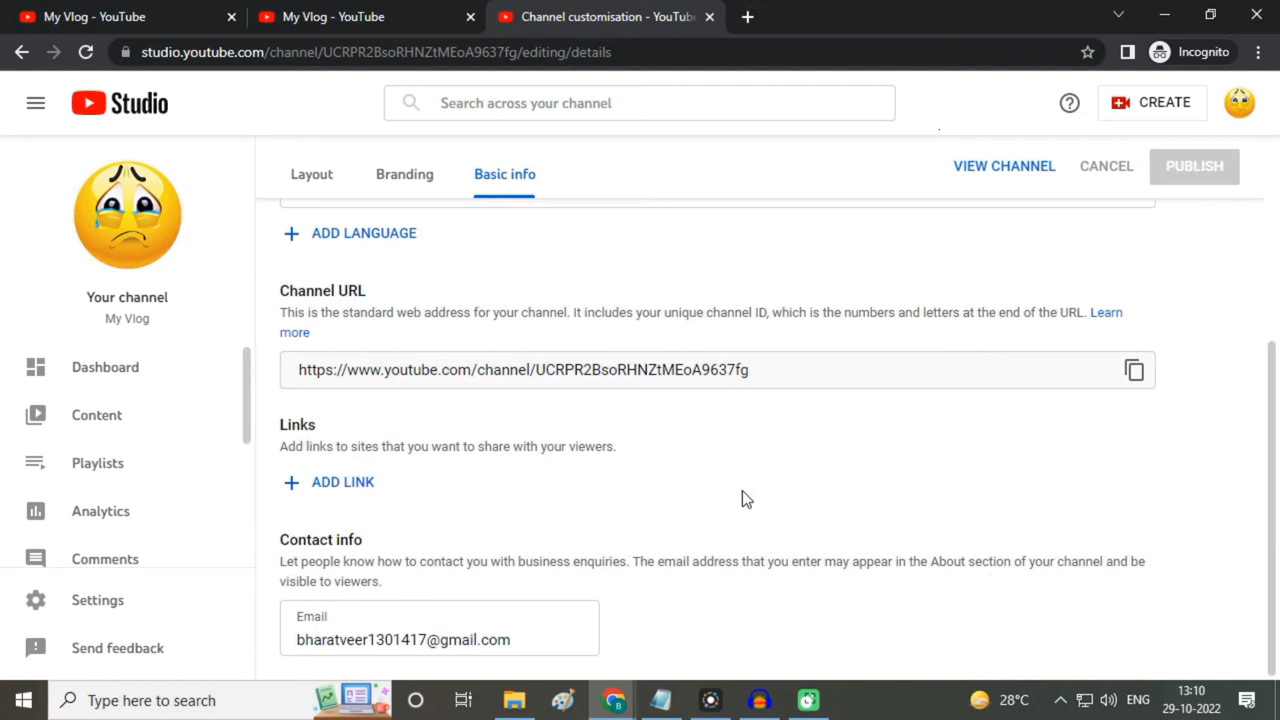 My Vlog - YouTube
My Vlog - YouTube
Channel customisation - YouTube
studio.youtube.com/channel/UCRPR2BsoRHNZtMEoA9637fg/editing/details
Incognito
Studio
Search across your channel
CREATE
Layout
Branding
Basic info
VIEW CHANNEL
CANCEL
PUBLISH
Your channel
My Vlog
Dashboard
Content
Playlists
Analytics
Comments
Settings
Send feedback
ADD LANGUAGE
Channel URL
This is the standard web address for your channel. It includes your unique channel ID, which is the numbers and letters at the end of the URL. Learn
more
https://www.youtube.com/channel/UCRPR2BsoRHNZtMEoA9637fg
Links
Add links to sites that you want to share with your viewers.
ADD LINK
Contact info
Let people know how to contact you with business enquiries. The email address that you enter may appear in the About section of your channel and be
visible to viewers.
Email
bharatveer1301417@gmail.com
Type here to search
28°C
ENG
13:10
29-10-2022